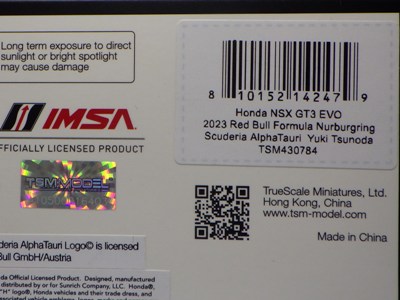 Long term exposure to direct
sunlight or bright spotlight
may cause damage
IMSA
OFFICIALLY LICENSED PRODUCT
TSM-MODEL
8 10152 14247 9
Honda NSX GT3 EVO
2023 Red Bull Formula Nurburgring
Scuderia AlphaTauri Yuki Tsunoda
TSM430784
TrueScale Miniatures, Ltd.
Hong Kong, China
www.tsm-model.com
Made in China
deria AlphaTauri Logo© is licensed
Bull GmbH/Austria
da Official Licensed Product. Designed, manufactured
distributed by or for Sunrich Company, LLC. Honda®,
"H" logo®, Honda vehicles and their trade dress, and